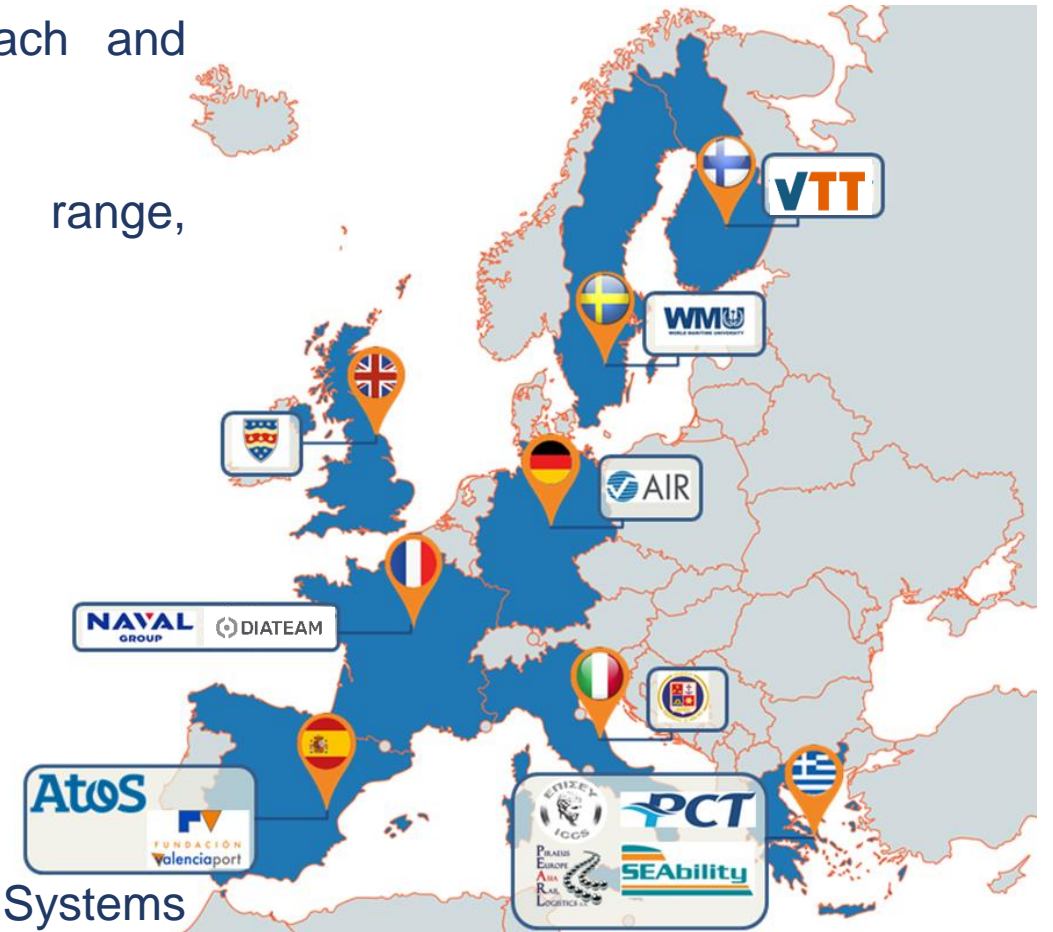 ach and
range,
VTT
WMU
WORLD MARITIME UNIVERSITY
AIR
NAVAL
GROUP
DIATEAM
Atos
FUNDACIÓN
Valenciaport
ΕΠΙΣΕΥ
ICCS
PCT
PIRAEUS
EUROPE
ASIA
RAIL
LOGISTICS
SEAbility
Systems